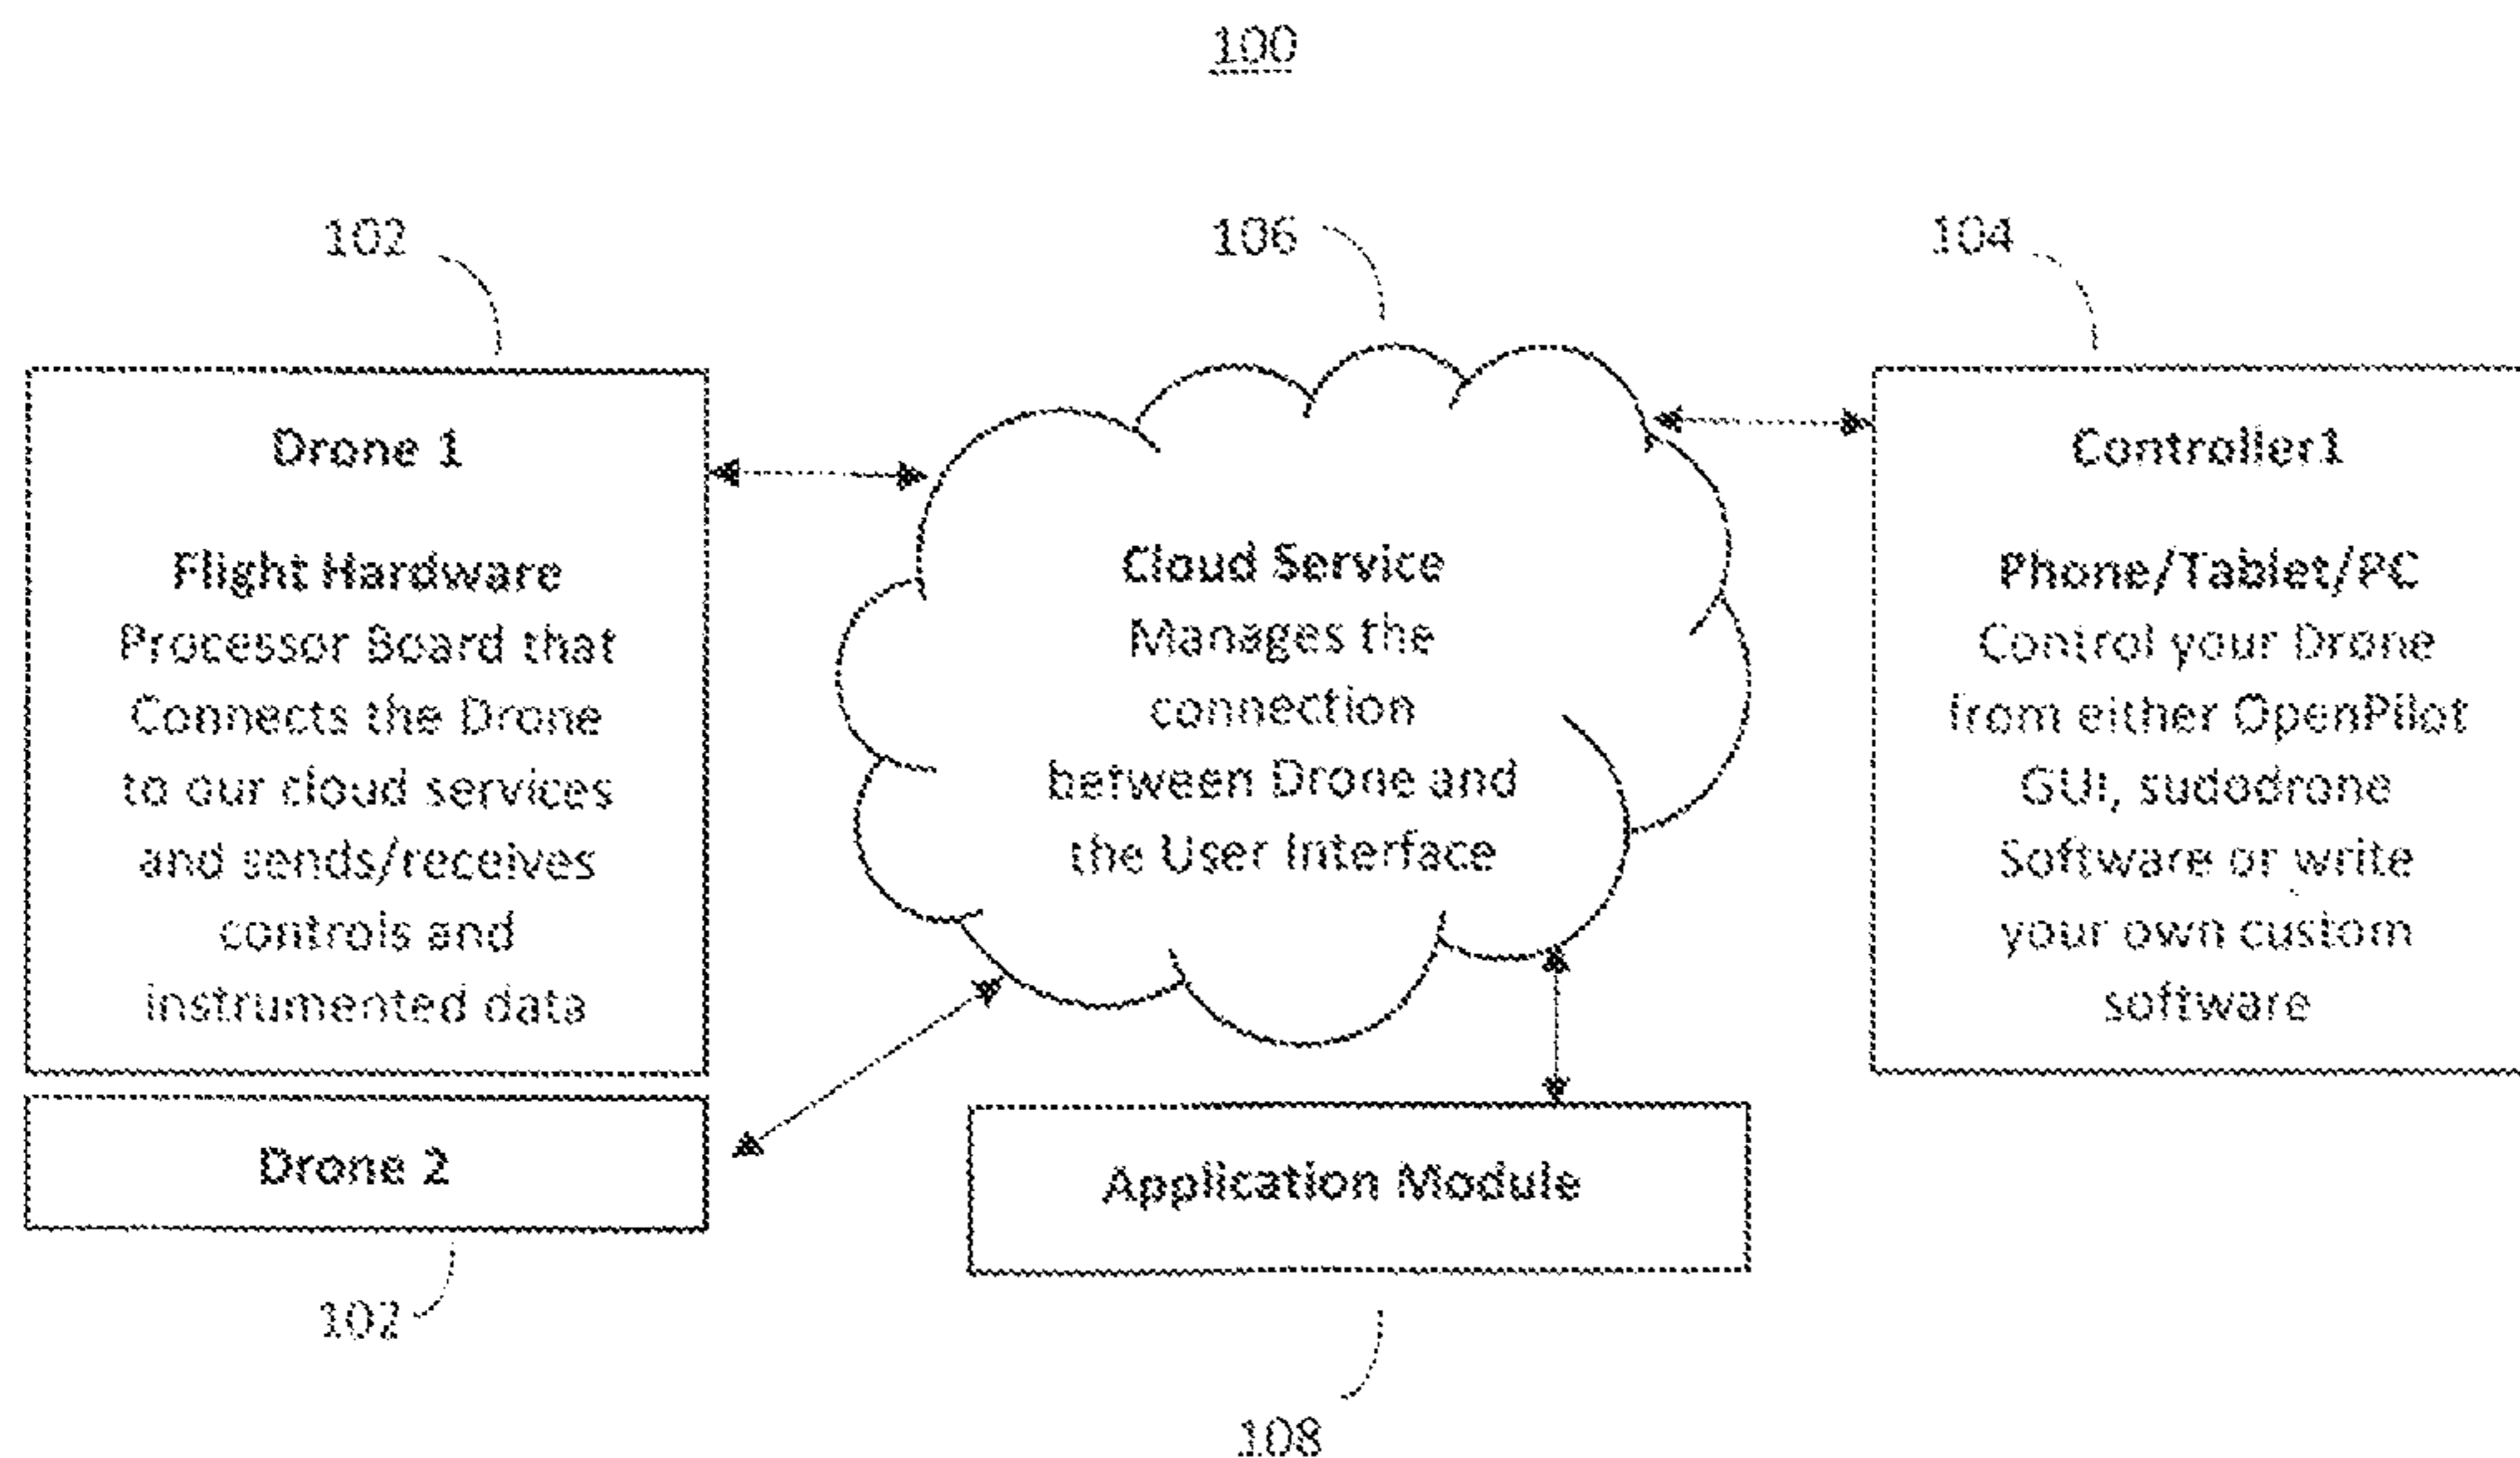 100
102
106
104
Drone 1
Flight Hardware
Processor Board that
Connects the Drone
to our cloud services
and sends/receives
controls and
instrumented data
Cloud Service
Manages the
connection
between Drone and
the User Interface
Controller1
Phone/Tablet/PC
Control your Drone
from either OpenPilot
GUI, sudodrone
Software or write
your own custom
software
Drone 2
Application Module
102
108